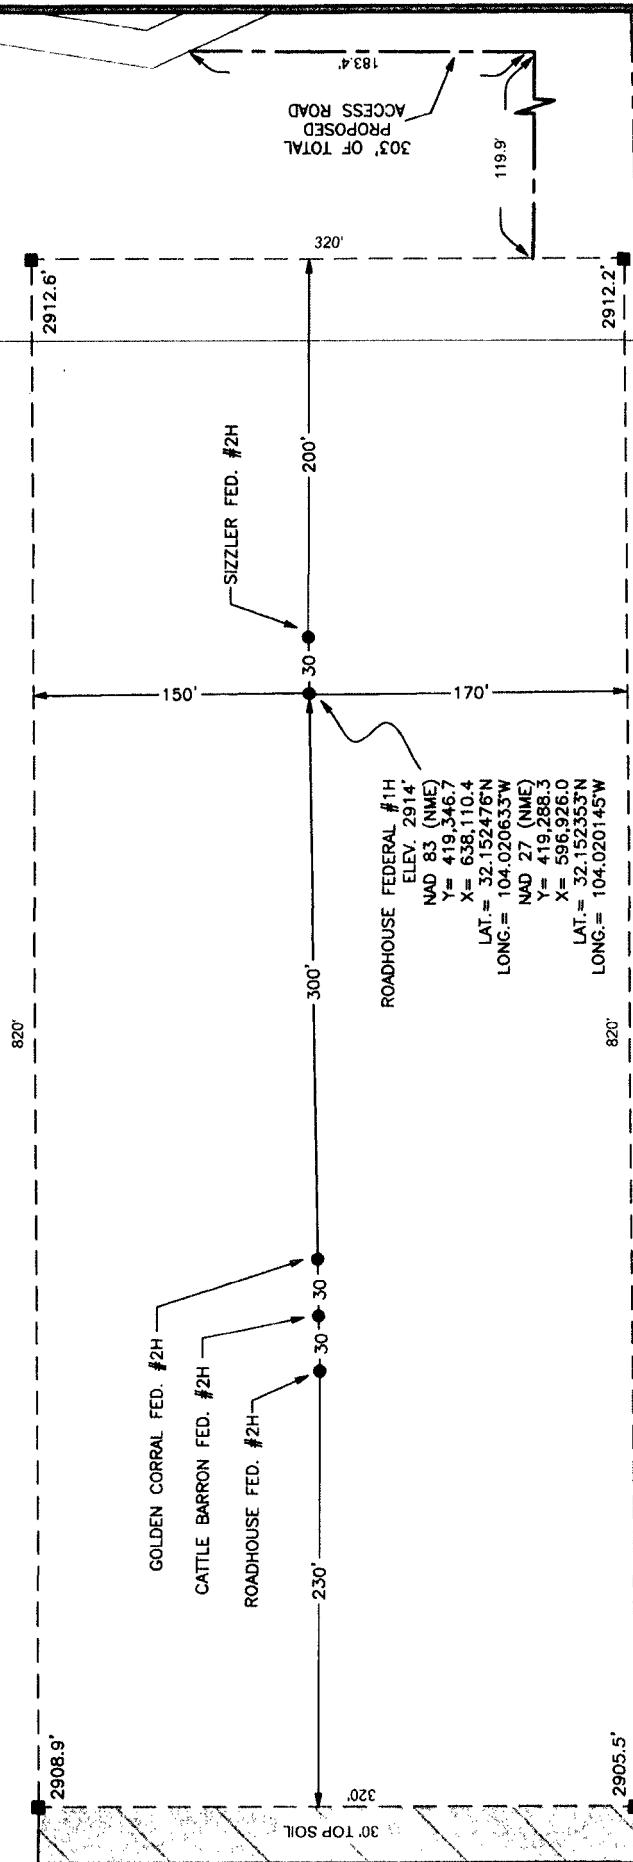 183.4'
303' OF TOTAL
PROPOSED
ACCESS ROAD
119.9'
320'
2912.6'
2912.2'
SIZZLER FED. #2H
200'
30
150'
170'
ROADHOUSE FEDERAL #1H
ELEV. 2914'
NAD 83 (NME)
Y= 419,346.7
X= 638,110.4
LAT.= 32.152476°N
LONG.= 104.020633°W
NAD 27 (NME)
Y= 419,288.3
X= 596,926.0
LAT.= 32.152353°N
LONG.= 104.020145°W
300'
820'
820'
GOLDEN CORRAL FED. #2H
CATTLE BARRON FED. #2H
ROADHOUSE FED. #2H
30
30
230'
2908.9'
2905.5'
320'
30' TOP SOIL